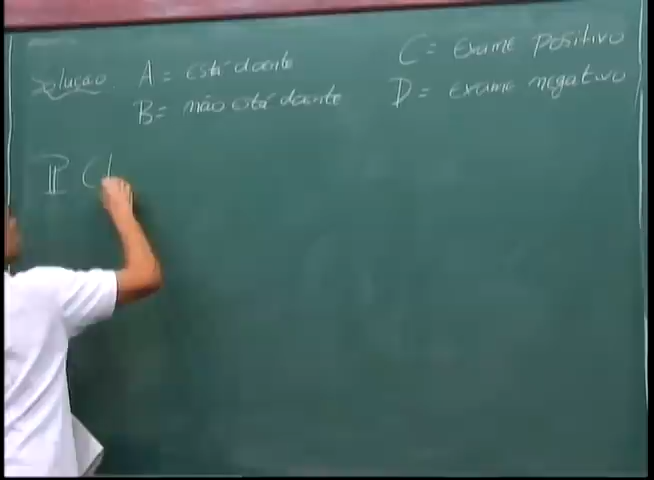 Solução. A = está doente
B = não está doente
C = exame positivo
D = exame negativo
ℙ (